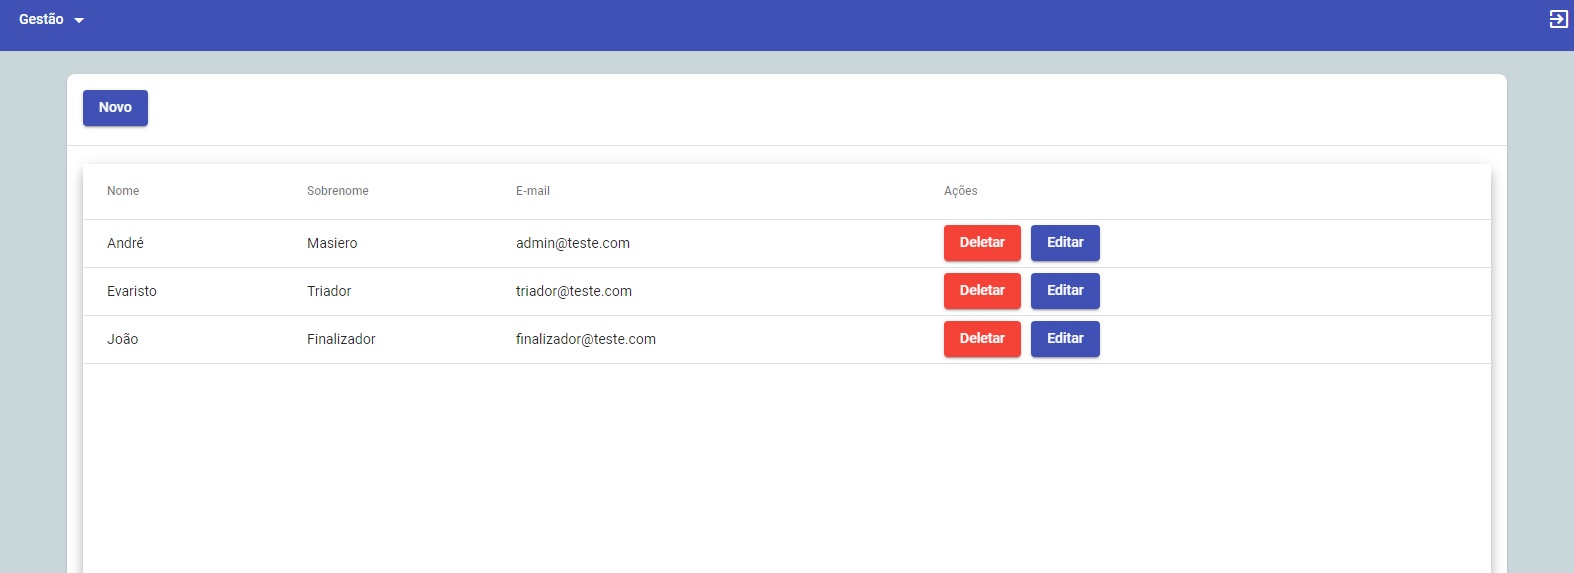 Gestão
Novo
Nome Sobrenome E-mail Ações
André Masiero admin@teste.com Deletar Editar
Evaristo Triador triador@teste.com Deletar Editar
João Finalizador finalizador@teste.com Deletar Editar